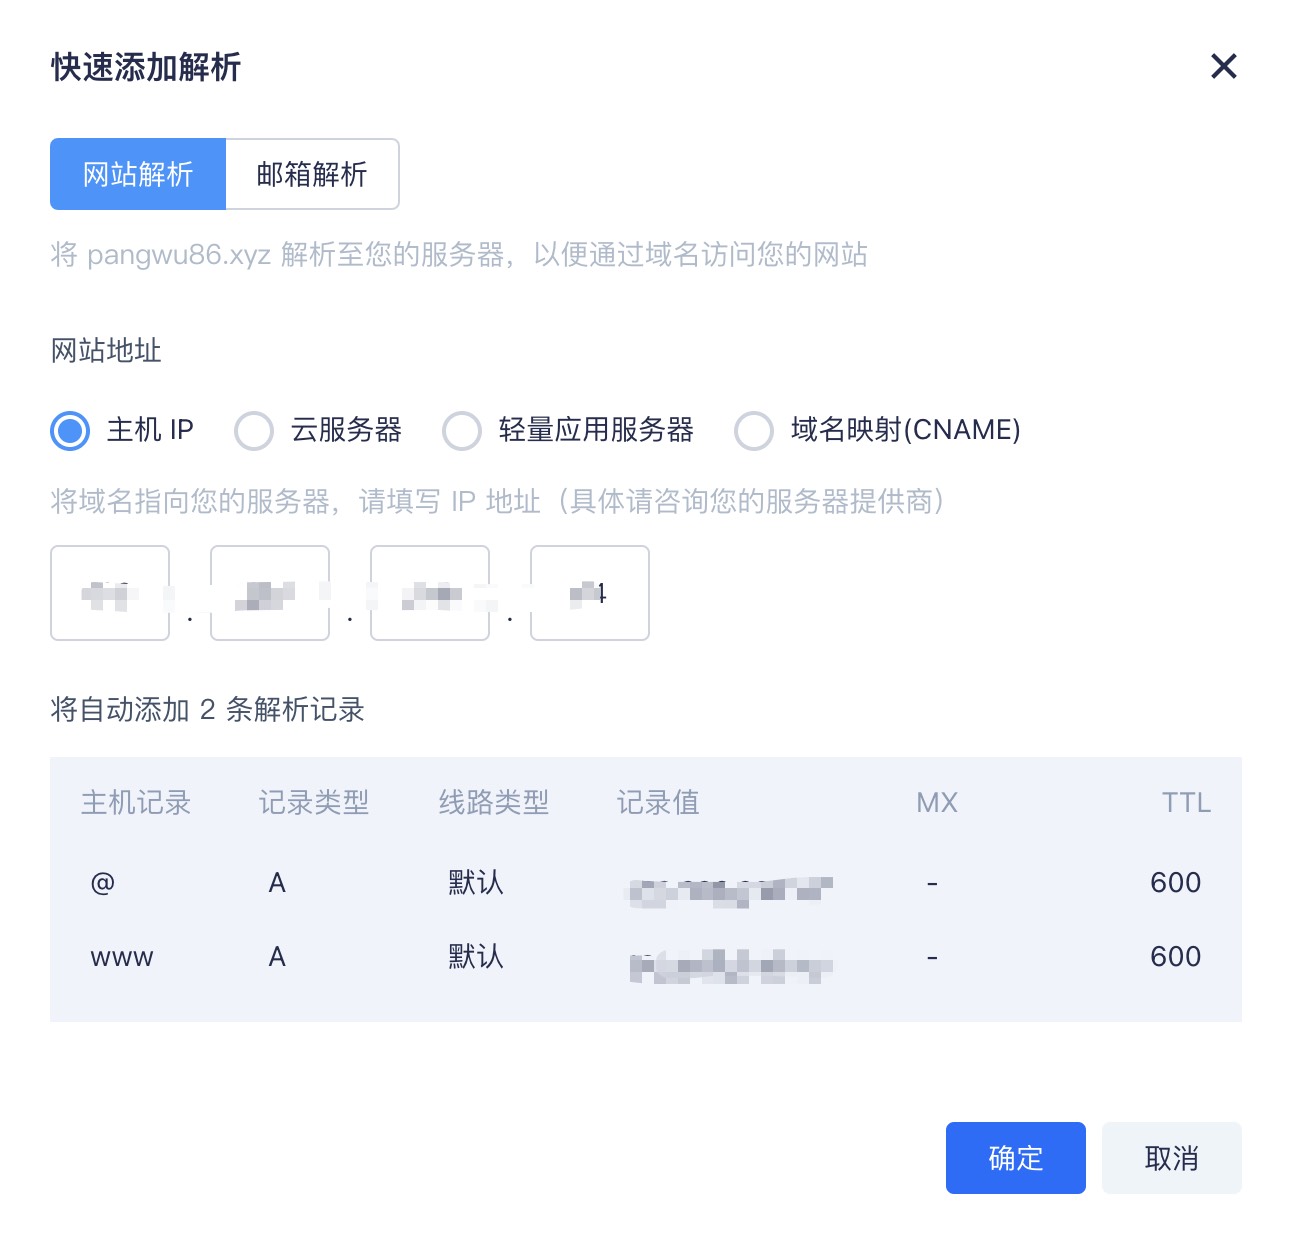 快速添加解析
网站解析 邮箱解析
将 pangwu86.xyz 解析至您的服务器，以便通过域名访问您的网站
网站地址
主机 IP 云服务器 轻量应用服务器 域名映射(CNAME)
将域名指向您的服务器，请填写 IP 地址（具体请咨询您的服务器提供商）
. . .
将自动添加 2 条解析记录
主机记录 记录类型 线路类型 记录值 MX TTL
@ A 默认 - 600
www A 默认 - 600
确定 取消